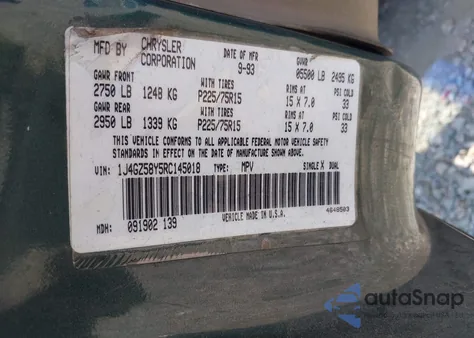 MFD BY CHRYSLER CORPORATION DATE OF MFR 9-93 GVWR 05500 LB 2495 KG
GAWR FRONT WITH TIRES RIMS AT PSI COLD
2750 LB 1248 KG P225/75R15 15 X 7.0 33
GAWR REAR WITH TIRES RIMS AT PSI COLD
2950 LB 1339 KG P225/75R15 15 X 7.0 33
THIS VEHICLE CONFORMS TO ALL APPLICABLE FEDERAL MOTOR VEHICLE SAFETY
STANDARDS IN EFFECT ON THE DATE OF MANUFACTURE SHOWN ABOVE.
VIN: 1J4GZ58Y5RC145018 TYPE: MPV SINGLE X DUAL
MDH: 091902 139 VEHICLE MADE IN U.S.A. 4648503
autoSnap